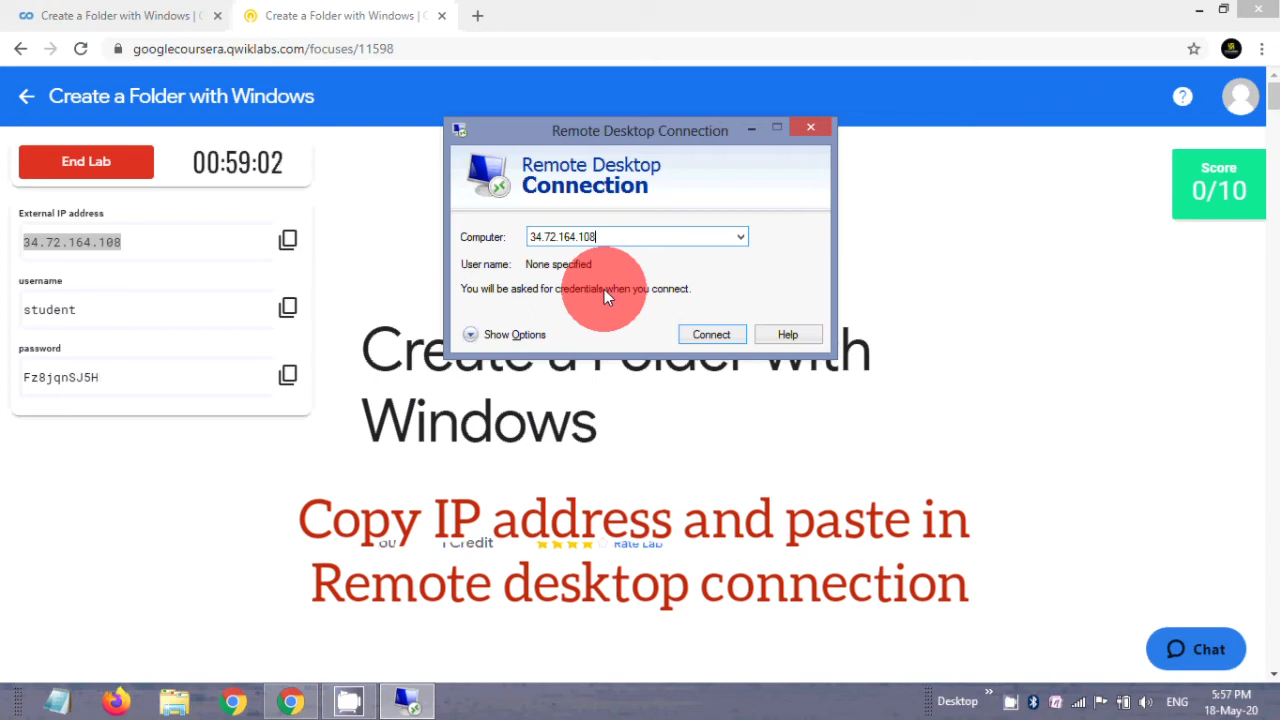 Create a Folder with Windows | C
Create a Folder with Windows | C
googlecoursera.qwiklabs.com/focuses/11598
Create a Folder with Windows
End Lab
00:59:02
Score
0/10
External IP address
34.72.164.108
username
student
password
Fz8jqnSJ5H
Remote Desktop Connection
Remote Desktop
Connection
Computer:
34.72.164.108
User name:
None specified
You will be asked for credentials when you connect.
Show Options
Connect
Help
Create a Folder with
Windows
Copy IP address and paste in
Remote desktop connection
Credit
Rate Lab
Chat
Desktop
ENG
5:57 PM
18-May-20